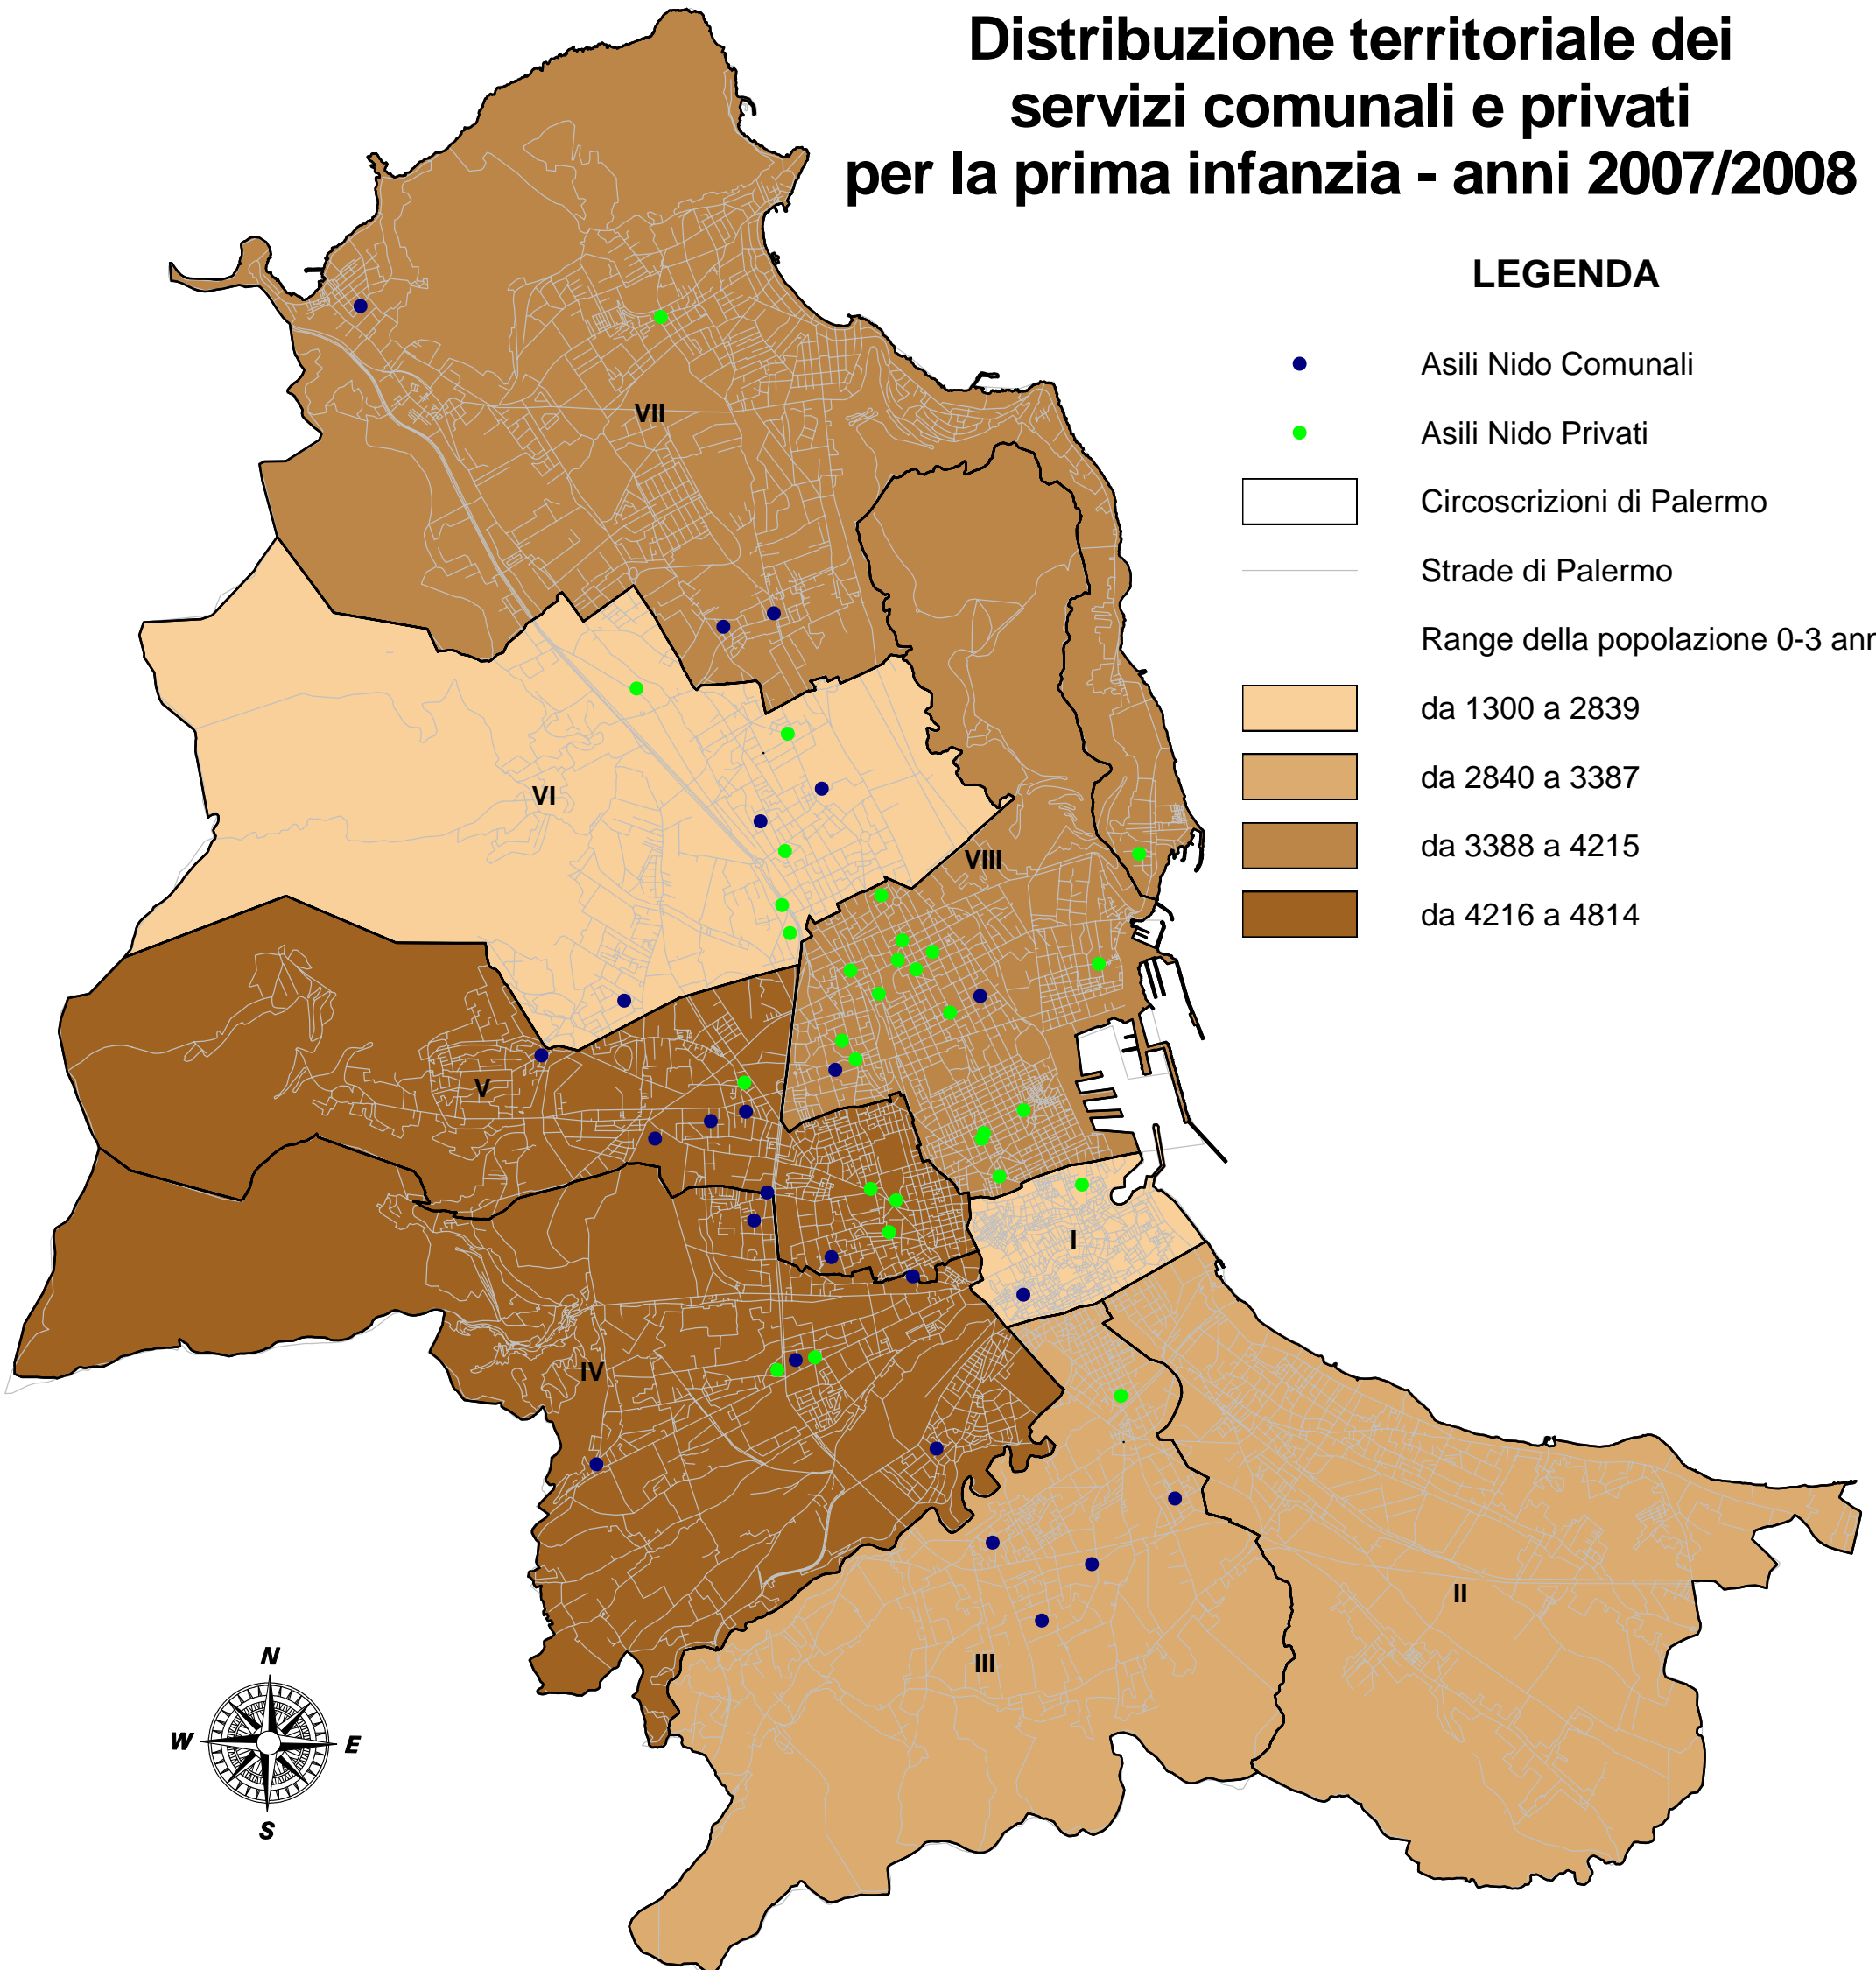 Distribuzione territoriale dei
servizi comunali e privati
per la prima infanzia - anni 2007/2008
LEGENDA
Asili Nido Comunali
Asili Nido Privati
Circoscrizioni di Palermo
Strade di Palermo
Range della popolazione 0-3 ann
da 1300 a 2839
da 2840 a 3387
da 3388 a 4215
da 4216 a 4814
VII
VI
VIII
V
I
IV
II
III
N
W
E
S